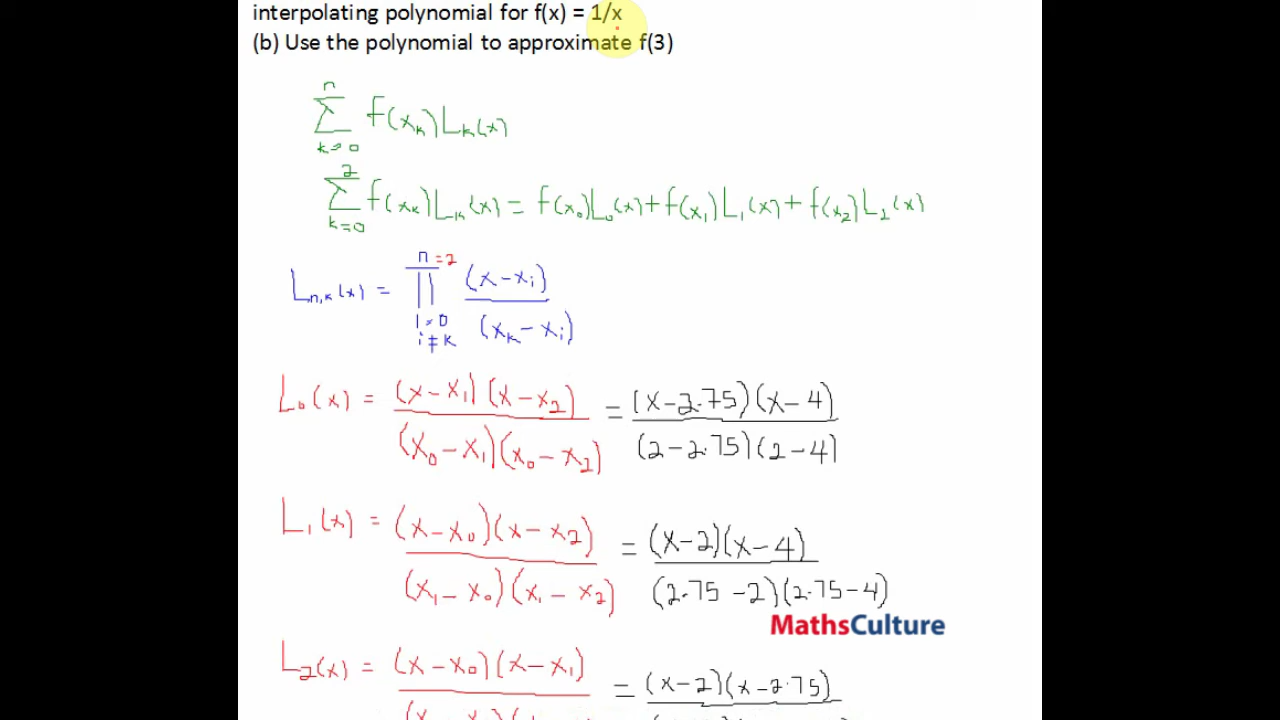 interpolating polynomial for f(x) = 1/x
(b) Use the polynomial to approximate f(3)
n
∑ f(x_k) L_k(x)
k=0
2
∑ f(x_k) L_k(x) = f(x_0)L_0(x) + f(x_1)L_1(x) + f(x_2)L_2(x)
k=0
n=2
L_n,k(x) = ∏ (x-x_i)
i=0
i≠k (x_k-x_i)
L_0(x) = (x-x_1)(x-x_2) = (x-2.75)(x-4)
(x_0-x_1)(x_0-x_2) (2-2.75)(2-4)
L_1(x) = (x-x_0)(x-x_2) = (x-2)(x-4)
(x_1-x_0)(x_1-x_2) (2.75-2)(2.75-4)
MathsCulture
L_2(x) = (x-x_0)(x-x_1) = (x-2)(x-2.75)